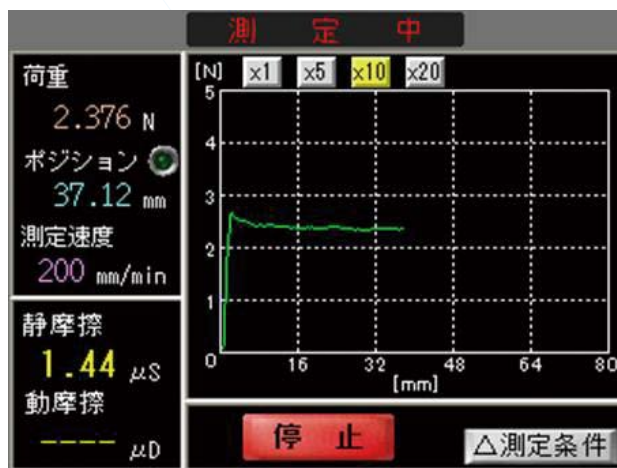 測 定 中
荷重
2.376 N
ポジション
37.12 mm
測定速度
200 mm/min
静摩擦
1.44 μS
動摩擦
---- μD
[N] x1 x5 x10 x20
5
4
3
2
1
0 16 32 48 64 80
[mm]
停 止
△測定条件